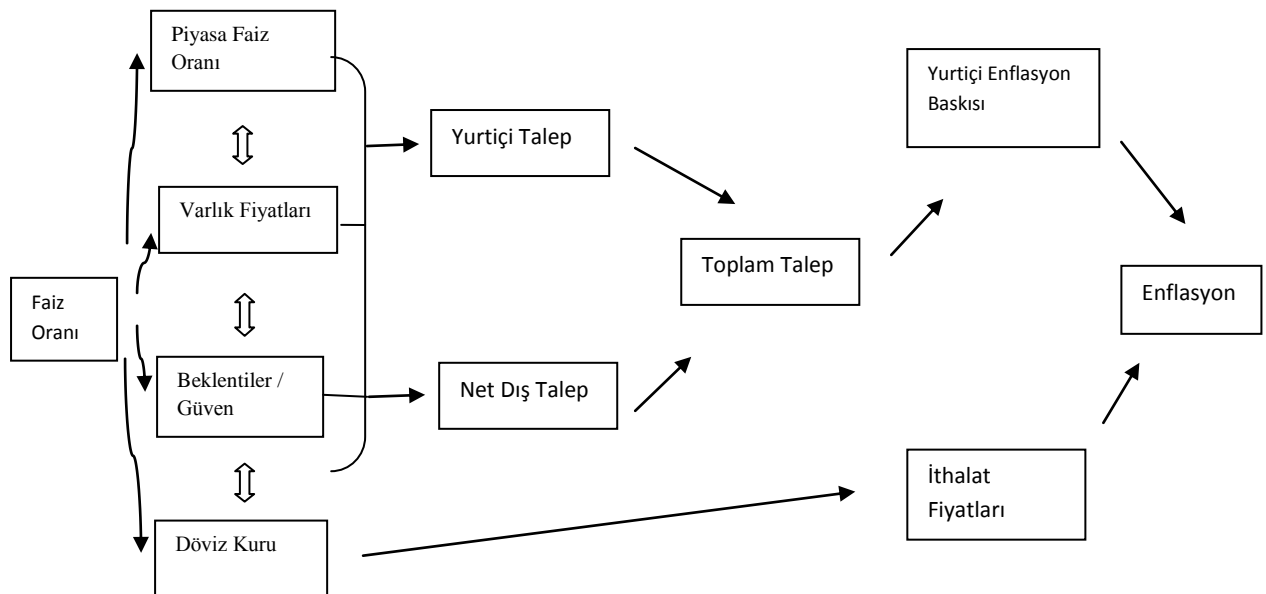 Piyasa Faiz
Oranı
Varlık Fiyatları
Faiz
Oranı
Beklentiler /
Güven
Döviz Kuru
Yurtiçi Talep
Net Dış Talep
Toplam Talep
Yurtiçi Enflasyon
Baskısı
İthalat
Fiyatları
Enflasyon